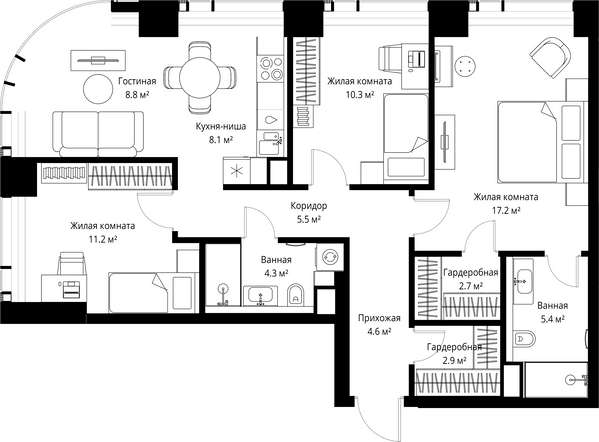 Гостиная
8.8 м²
Кухня-ниша
8.1 м²
Жилая комната
10.3 м²
Жилая комната
17.2 м²
Коридор
5.5 м²
Жилая комната
11.2 м²
Ванная
4.3 м²
Гардеробная
2.7 м²
Ванная
5.4 м²
Прихожая
4.6 м²
Гардеробная
2.9 м²